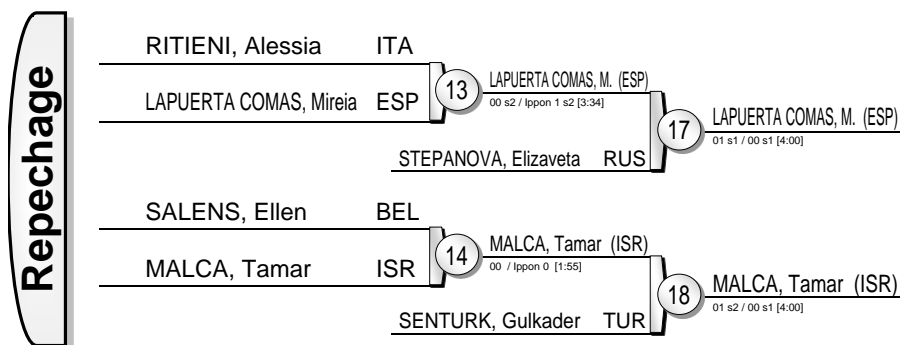 Repechage
RITIENI, Alessia ITA
LAPUERTA COMAS, Mireia ESP
13
LAPUERTA COMAS, M. (ESP)
00 s2 / Ippon 1 s2 [3:34]
STEPANOVA, Elizaveta RUS
17
LAPUERTA COMAS, M. (ESP)
01 s1 / 00 s1 [4:00]
SALENS, Ellen BEL
MALCA, Tamar ISR
14
MALCA, Tamar (ISR)
00 / Ippon 0 [1:55]
SENTURK, Gulkader TUR
18
MALCA, Tamar (ISR)
01 s2 / 00 s1 [4:00]